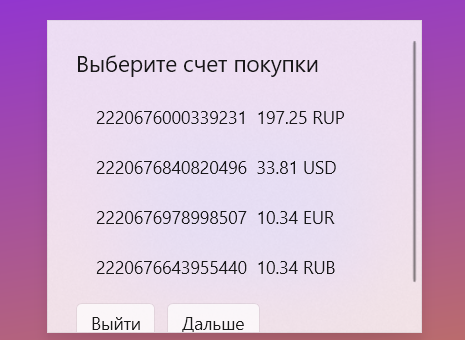 Выберите счет покупки
2220676000339231 197.25 RUP
2220676840820496 33.81 USD
2220676978998507 10.34 EUR
2220676643955440 10.34 RUB
Выйти Дальше